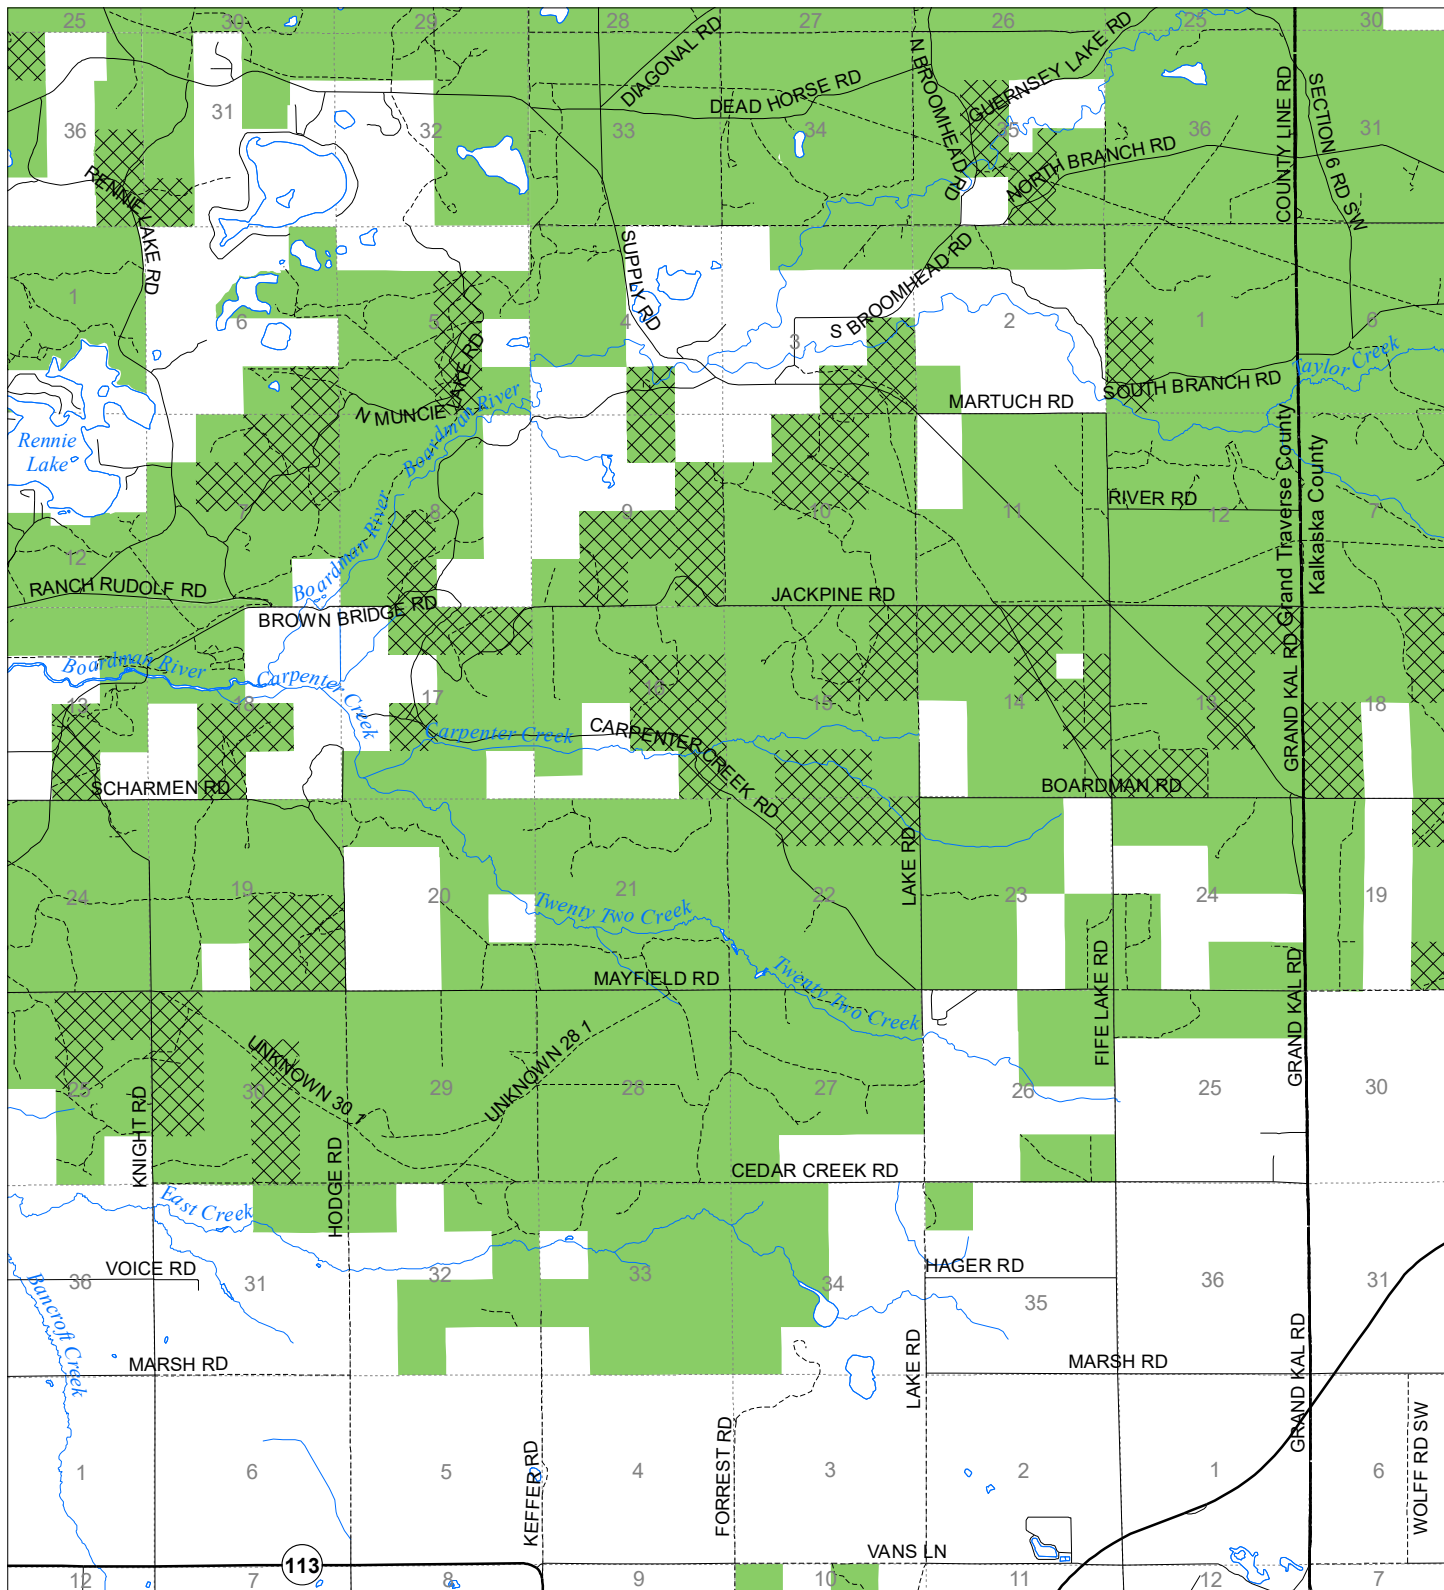 25
30
29
28
27
26
25
30
DIAGONAL RD
DEAD HORSE RD
N BROOMHEAD RD
GUERNSEY LAKE RD
COUNTY LINE RD
SECTION 6 RD SW
36
31
32
33
34
35
36
31
NORTH BRANCH RD
RENNIE LAKE RD
SUPPLY RD
S BROOMHEAD RD
1
6
5
4
3
2
1
6
Taylor Creek
SOUTH BRANCH RD
MARTUCH RD
N MUNCIE LAKE RD
Boardman River
Rennie
Lake
Grand Traverse County
Kalkaska County
RIVER RD
12
7
8
9
10
11
12
7
Boardman River
RANCH RUDOLF RD
BROWN BRIDGE RD
JACKPINE RD
GRAND KAL RD
Boardman River
Carpenter Creek
13
18
17
16
15
14
13
18
Carpenter Creek
CARPENTER CREEK RD
SCHARMEN RD
BOARDMAN RD
LAKE RD
24
19
20
21
22
23
24
19
Twenty Two Creek
MAYFIELD RD
Twenty Two Creek
FIFE LAKE RD
GRAND KAL RD
UNKNOWN 30 1
UNKNOWN 28 1
25
30
29
28
27
26
25
30
KNIGHT RD
HODGE RD
CEDAR CREEK RD
East Creek
VOICE RD
HAGER RD
36
31
32
33
34
35
36
31
Bancroft Creek
MARSH RD
LAKE RD
MARSH RD
GRAND KAL RD
KEFFER RD
FORREST RD
WOLFF RD SW
1
6
5
4
3
2
1
6
VANS LN
113
12
7
8
9
10
11
12
7